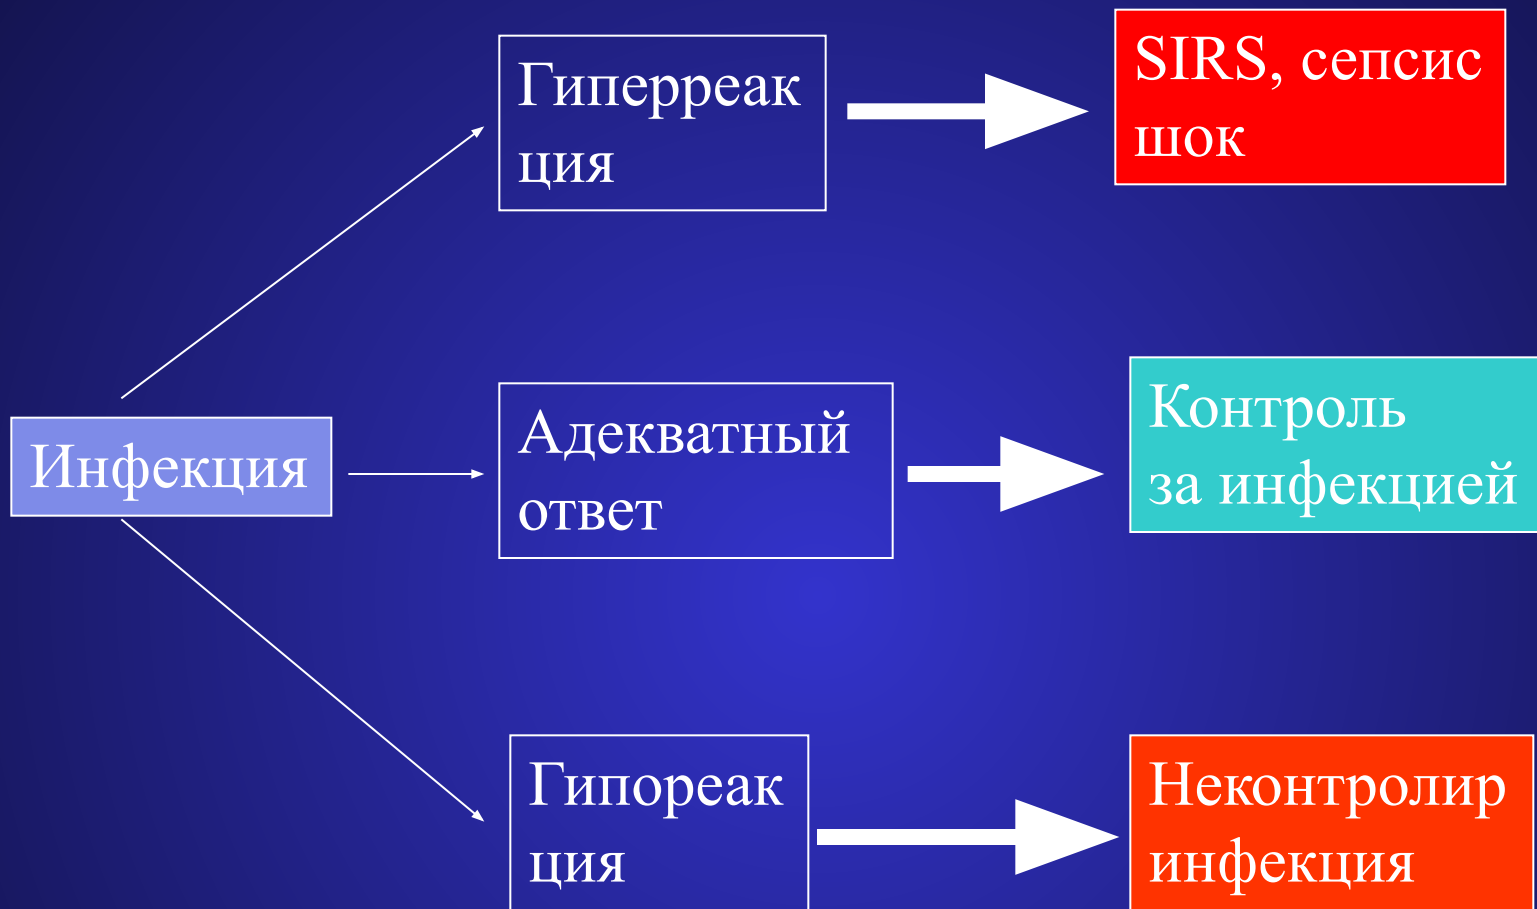 Гиперреак
ция
SIRS, сепсис
шок
Инфекция
Адекватный
ответ
Контроль
за инфекцией
Гипореак
ция
Неконтролир
инфекция